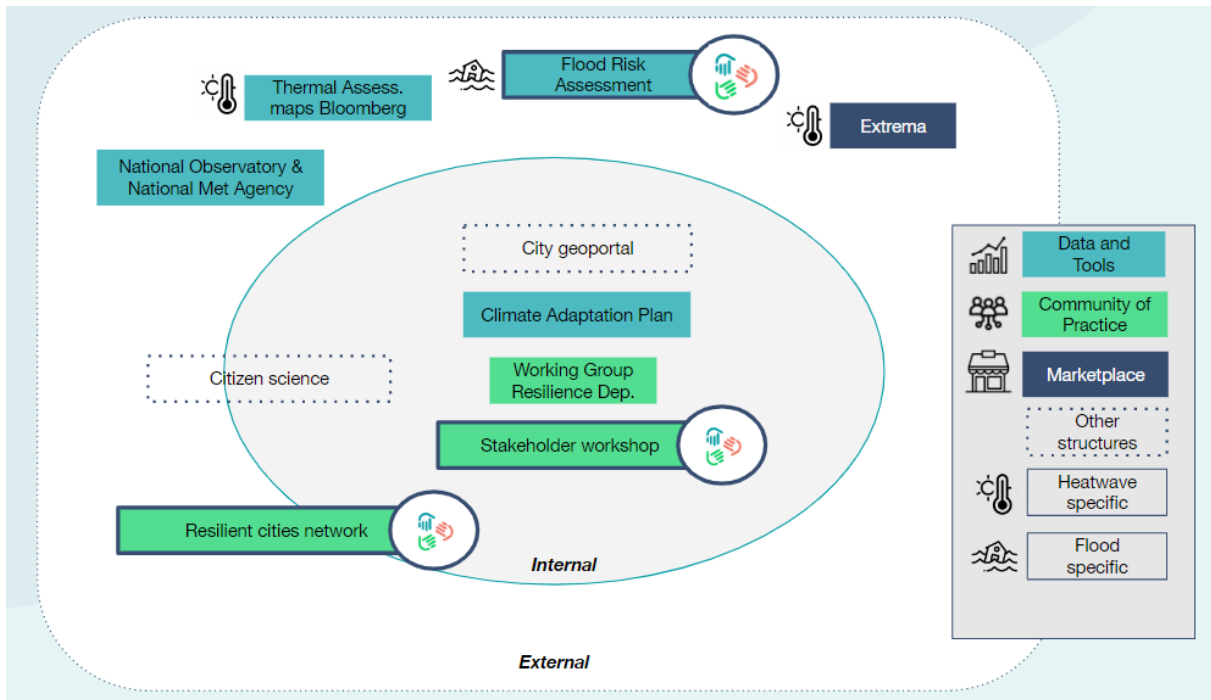 Thermal Assess.
maps Bloomberg
Flood Risk
Assessment
Extrema
National Observatory &
National Met Agency
City geoportal
Climate Adaptation Plan
Citizen science
Working Group
Resilience Dep.
Stakeholder workshop
Resilient cities network
Internal
External
Data and
Tools
Community of
Practice
Marketplace
Other
structures
Heatwave
specific
Flood
specific